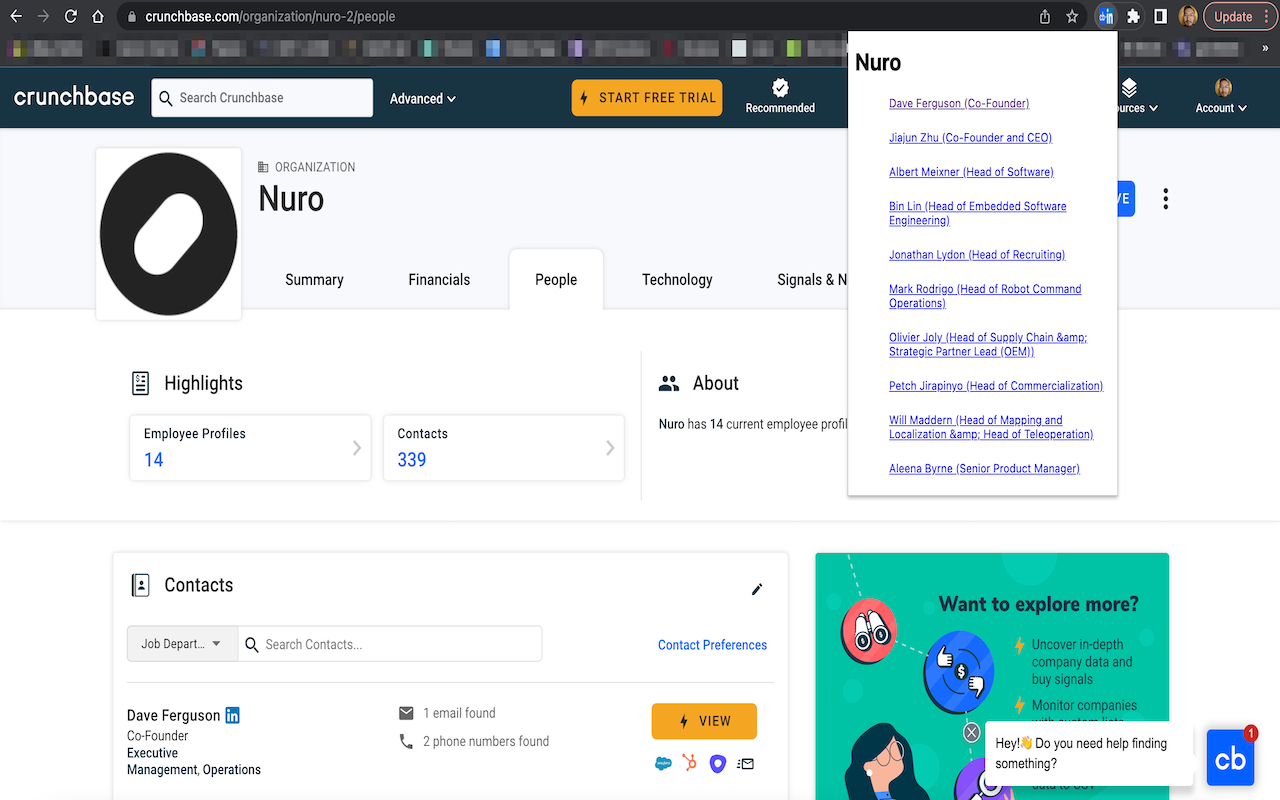 crunchbase.com/organization/nuro-2/people
Update
»
crunchbase
Search Crunchbase
Advanced
START FREE TRIAL
Recommended
Account
ORGANIZATION
Nuro
Summary
Financials
People
Technology
Signals & N
Nuro
Dave Ferguson (Co-Founder)
Jiajun Zhu (Co-Founder and CEO)
Albert Meixner (Head of Software)
Bin Lin (Head of Embedded Software
Engineering)
Jonathan Lydon (Head of Recruiting)
Mark Rodrigo (Head of Robot Command
Operations)
Olivier Joly (Head of Supply Chain &amp;
Strategic Partner Lead (OEM))
Petch Jirapinyo (Head of Commercialization)
Will Maddern (Head of Mapping and
Localization &amp; Head of Teleoperation)
Aleena Byrne (Senior Product Manager)
Highlights
Employee Profiles
14
Contacts
339
About
Nuro has 14 current employee profil
Contacts
Job Depart...
Search Contacts...
Contact Preferences
Dave Ferguson in
Co-Founder
Executive
Management, Operations
1 email found
2 phone numbers found
VIEW
Want to explore more?
Uncover in-depth
company data and
buy signals
Monitor companies
Hey!👋 Do you need help finding
something?
cb
1